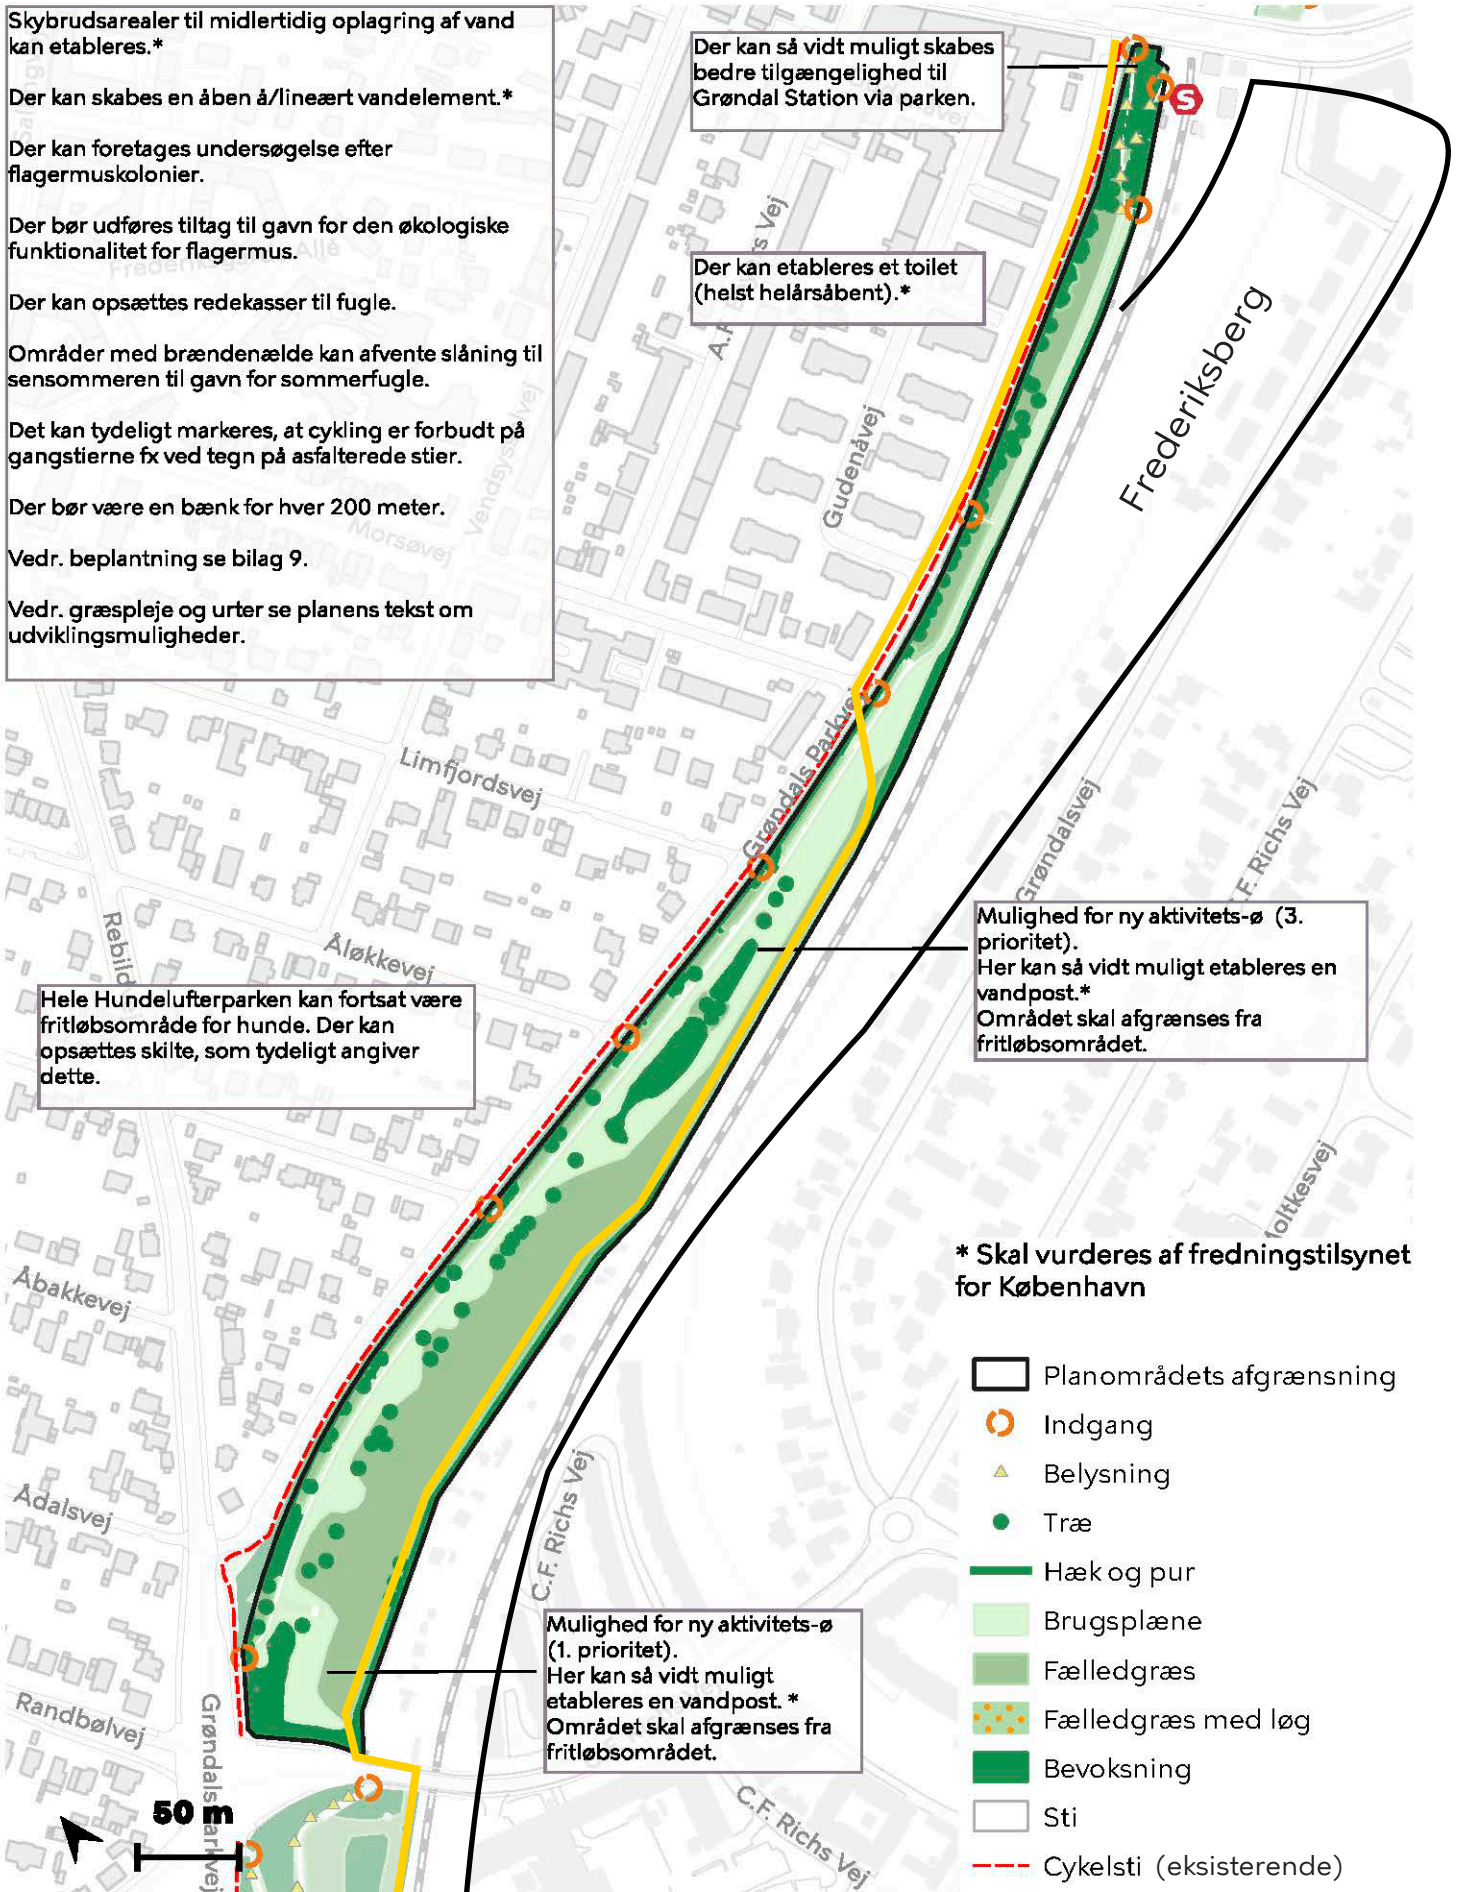 Skybrudsarealer til midlertidig oplagring af vand
kan etableres.*
Der kan skabes en åben å/lineært vandelement.*
Der kan foretages undersøgelse efter
flagermuskolonier.
Der bør udføres tiltag til gavn for den økologiske
funktionalitet for flagermus.
Der kan opsættes redekasser til fugle.
Områder med brændenælde kan afvente slåning til
sensommeren til gavn for sommerfugle.
Det kan tydeligt markeres, at cykling er forbudt på
gangstierne fx ved tegn på asfalterede stier.
Der bør være en bænk for hver 200 meter.
Vedr. beplantning se bilag 9.
Vedr. græspleje og urter se planens tekst om
udviklingsmuligheder.
Der kan så vidt muligt skabes
bedre tilgængelighed til
Grøndal Station via parken.
S
Der kan etableres et toilet
(helst helårsåbent).*
Frederiksberg
Allé
Vendsysselvej
Morsøvej
Gudenåvej
Limfjordsvej
Grøndals Parkvej
Grøndalsvej
C.F. Richs Vej
Rebild
Åløkkevej
Mulighed for ny aktivitets-ø (3.
prioritet).
Her kan så vidt muligt etableres en
vandpost.*
Området skal afgrænses fra
fritløbsområdet.
Hele Hundelufterparken kan fortsat være
fritløbsområde for hunde. Der kan
opsættes skilte, som tydeligt angiver
dette.
Moltkesvej
Åbakkevej
Ådalsvej
Randbølvej
C.F. Richs Vej
Mulighed for ny aktivitets-ø
(1. prioritet).
Her kan så vidt muligt
etableres en vandpost. *
Området skal afgrænses fra
fritløbsområdet.
C.F. Richs Vej
Grøndals Parkvej
50 m
* Skal vurderes af fredningstilsynet
for København
Planområdets afgrænsning
Indgang
Belysning
Træ
Hæk og pur
Brugsplæne
Fælledgræs
Fælledgræs med løg
Bevoksning
Sti
Cykelsti (eksisterende)